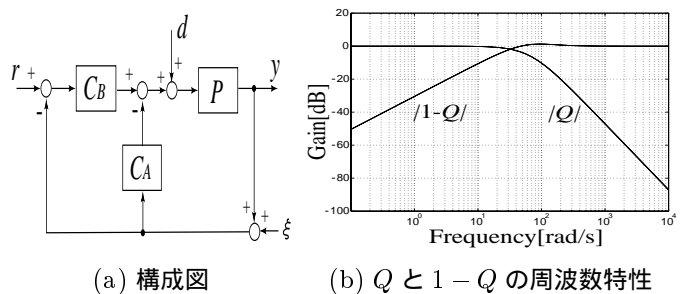 d
r
+
-
C_B
+
-
+
+
P
y
C_A
+
+
ξ
Gain[dB]
20
0
-20
-40
-60
-80
-100
/1-Q/
/Q/
10^0
10^1
10^2
10^3
10^4
Frequency[rad/s]
(a) 構成図
(b) Q と 1 − Q の周波数特性